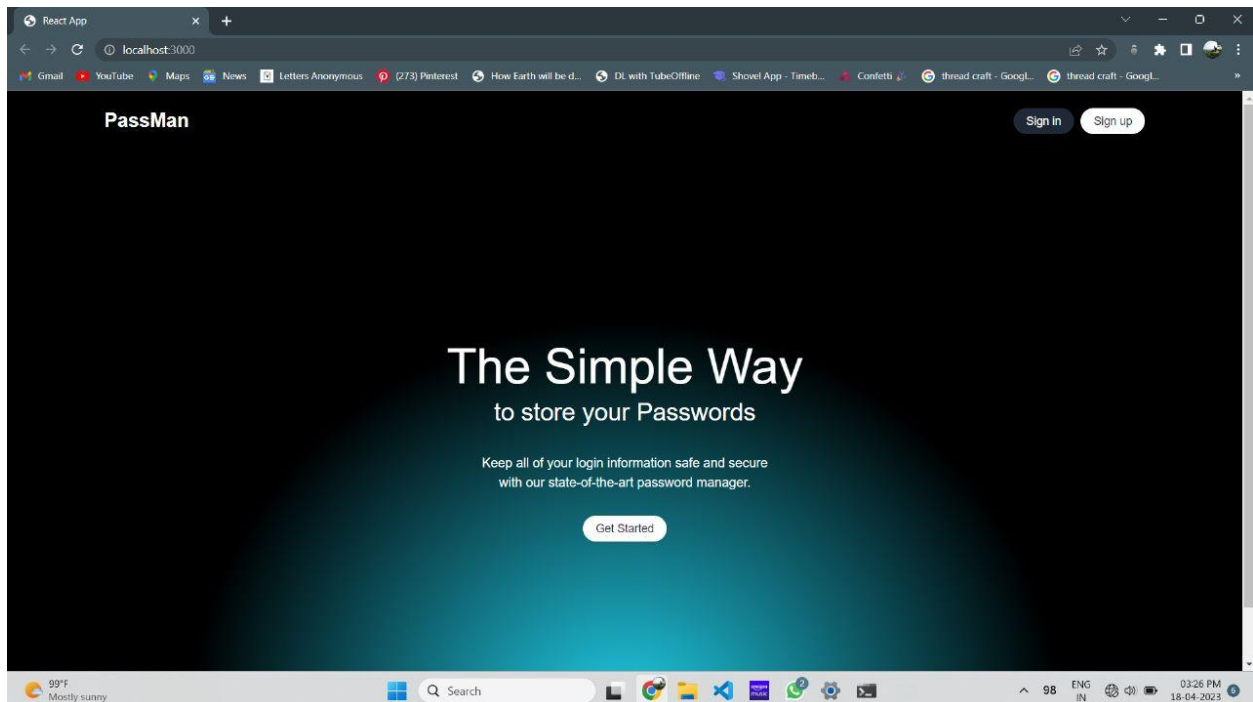 React App
localhost:3000
Gmail YouTube Maps News Letters Anonymous (273) Pinterest How Earth will be d... DL with TubeOffline Shovel App - Timeb... Confetti thread craft - Googl... thread craft - Googl... »
PassMan Sign in Sign up
The Simple Way
to store your Passwords
Keep all of your login information safe and secure
with our state-of-the-art password manager.
Get Started
99°F
Mostly sunny
Search
98
ENG
IN
03:26 PM
18-04-2023